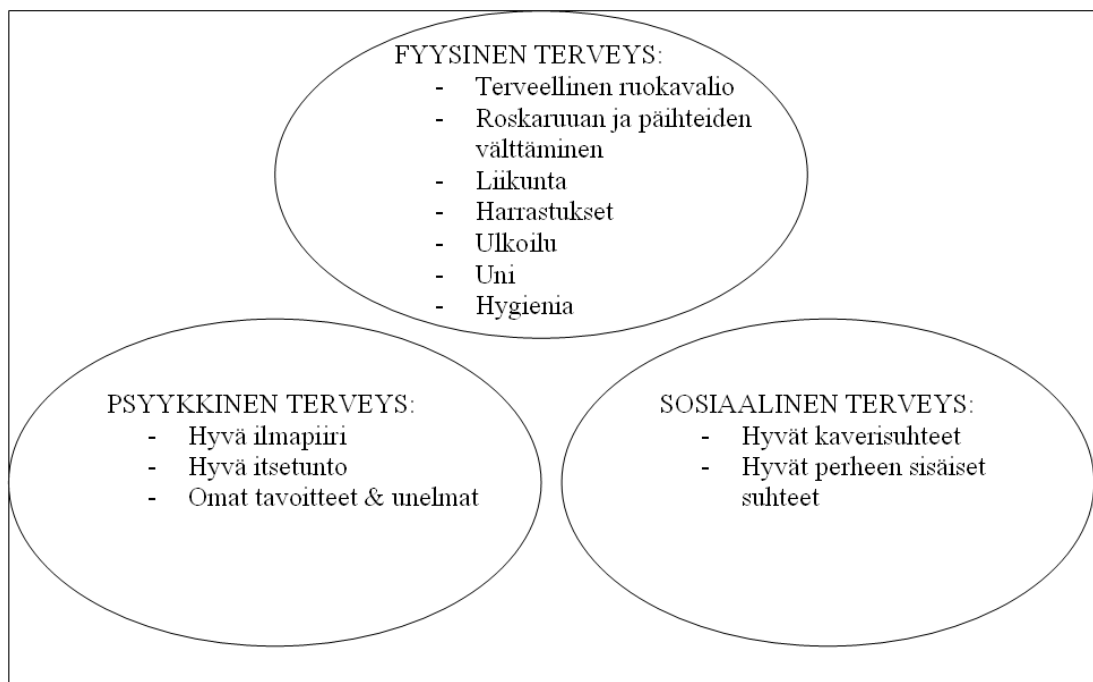 FYYSINEN TERVEYS:
- Terveellinen ruokavalio
- Roskaruuan ja päihteiden
välttäminen
- Liikunta
- Harrastukset
- Ulkoilu
- Uni
- Hygienia
PSYYKKINEN TERVEYS:
- Hyvä ilmapiiri
- Hyvä itsetunto
- Omat tavoitteet & unelmat
SOSIAALINEN TERVEYS:
- Hyvät kaverisuhteet
- Hyvät perheen sisäiset
suhteet